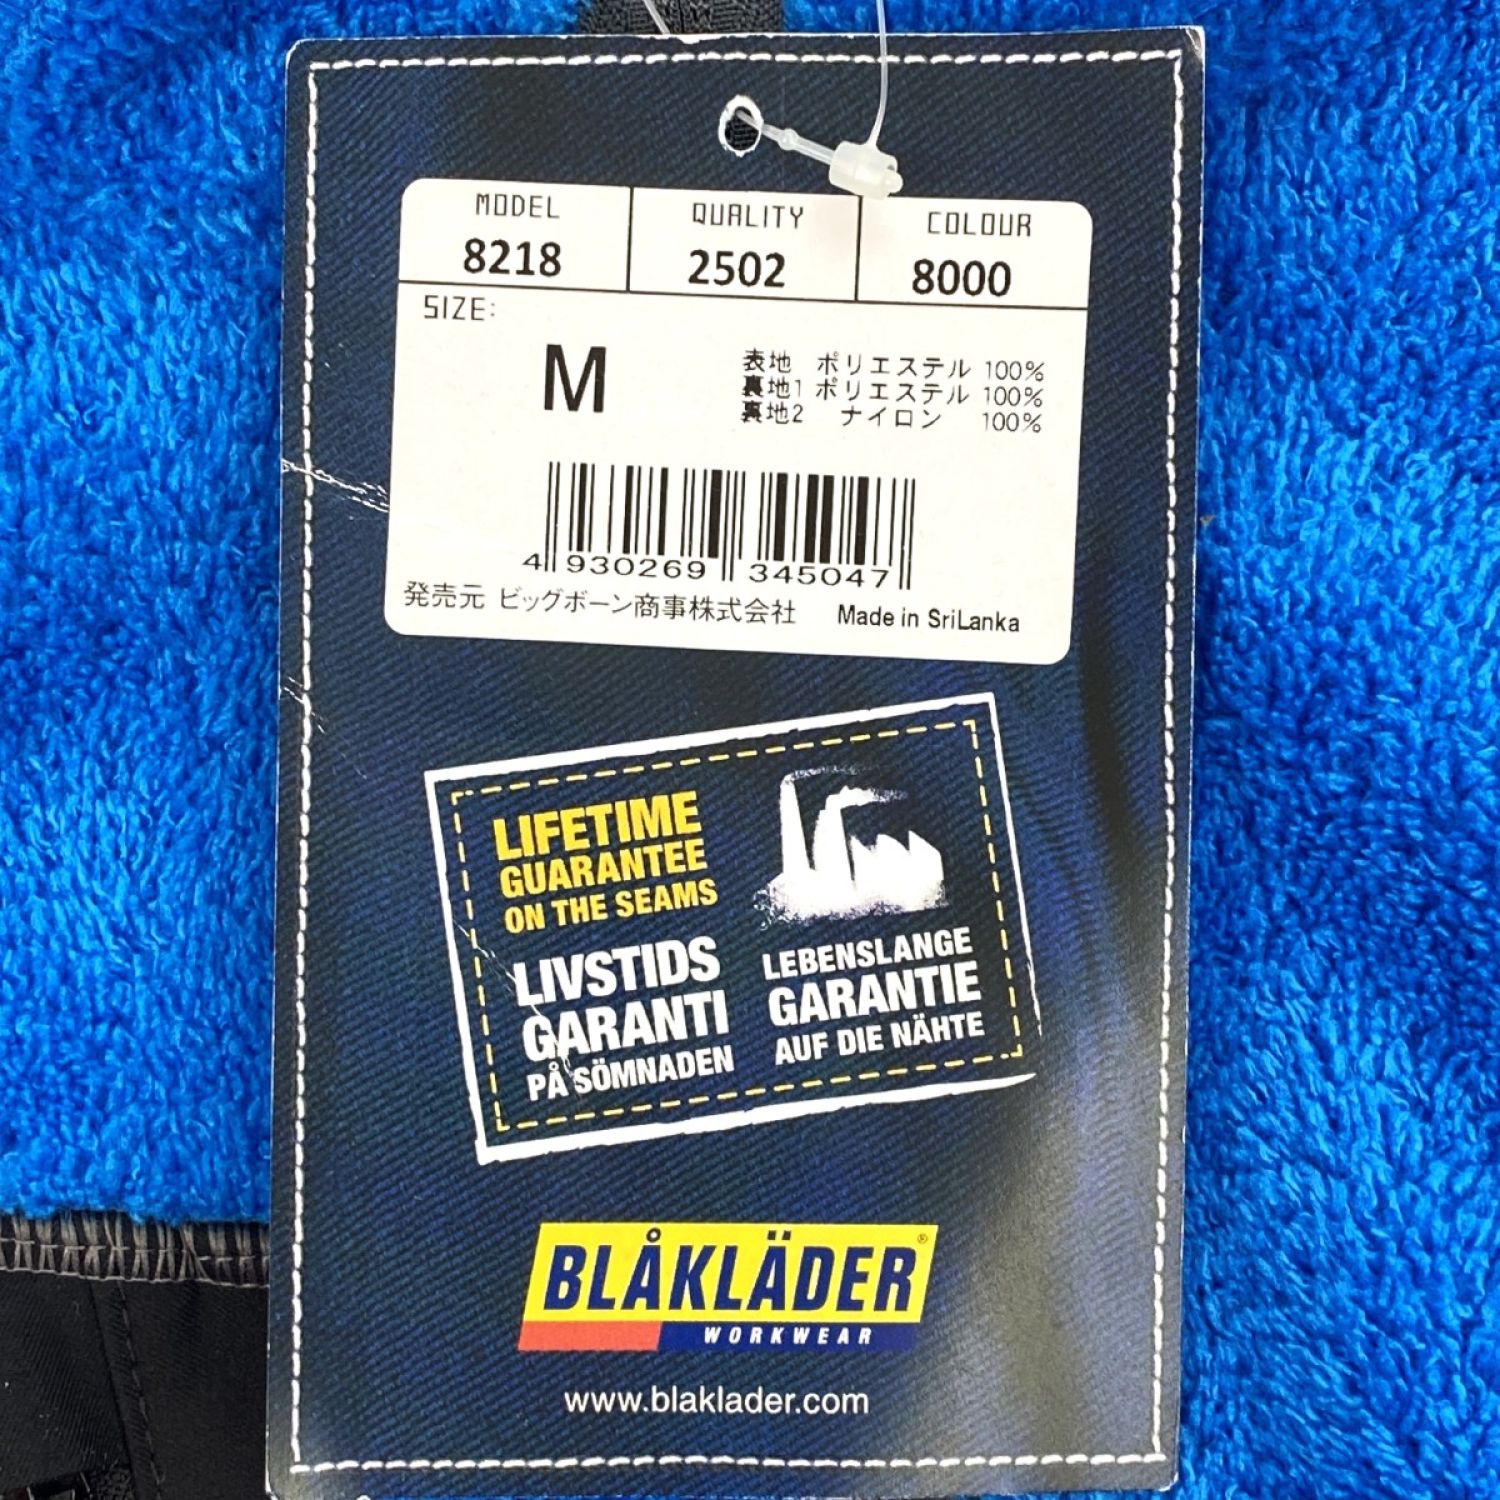 MODEL QUALITY COLOUR
8218 2502 8000
SIZE:
M
表地 ポリエステル 100%
裏地1 ポリエステル 100%
裏地2 ナイロン 100%
4 930269 345047
発売元 ビッグボーン商事株式会社 Made in SriLanka
LIFETIME
GUARANTEE
ON THE SEAMS
LIVSTIDS
GARANTI
PÅ SÖMNADEN
LEBENSLANGE
GARANTIE
AUF DIE NÄHTE
BLÅKLÄDER®
WORKWEAR
www.blaklader.com